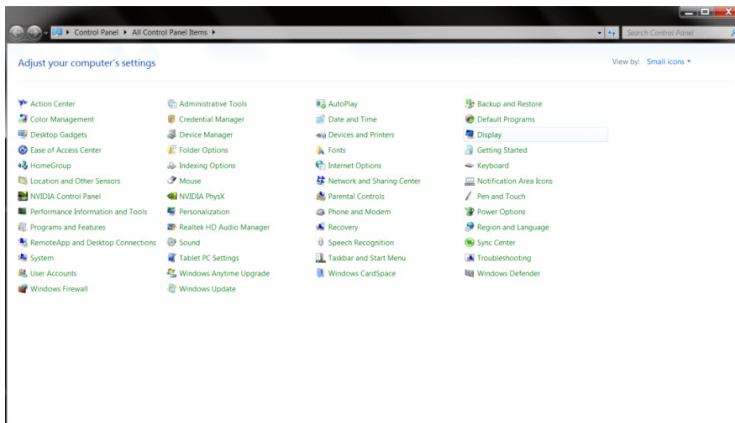 Control Panel ▸ All Control Panel Items ▸ Search Control Panel
Adjust your computer's settings View by: Small icons
Action Center Administrative Tools AutoPlay Backup and Restore
Color Management Credential Manager Date and Time Default Programs
Desktop Gadgets Device Manager Devices and Printers Display
Ease of Access Center Folder Options Fonts Getting Started
HomeGroup Indexing Options Internet Options Keyboard
Location and Other Sensors Mouse Network and Sharing Center Notification Area Icons
NVIDIA Control Panel NVIDIA PhysX Parental Controls Pen and Touch
Performance Information and Tools Personalization Phone and Modem Power Options
Programs and Features Realtek HD Audio Manager Recovery Region and Language
RemoteApp and Desktop Connections Sound Speech Recognition Sync Center
System Tablet PC Settings Taskbar and Start Menu Troubleshooting
User Accounts Windows Anytime Upgrade Windows CardSpace Windows Defender
Windows Firewall Windows Update